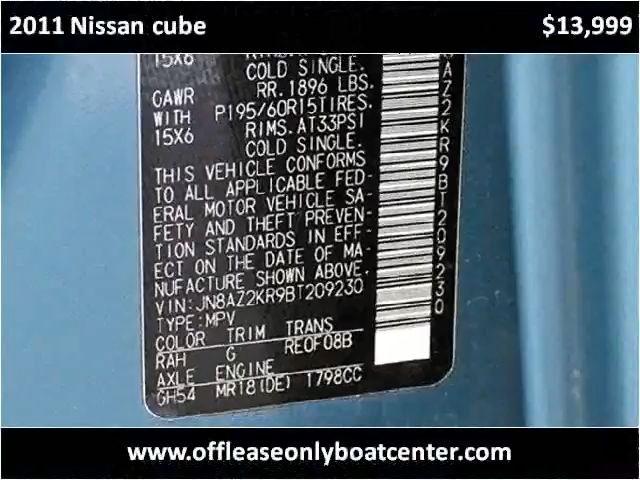 2011 Nissan cube $13,999
15X6
COLD SINGLE.
GAWR RR. 1896 LBS.
WITH P195/60R15TIRES.
15X6 RIMS. AT33PSI
COLD SINGLE.
THIS VEHICLE CONFORMS
TO ALL APPLICABLE FED-
ERAL MOTOR VEHICLE SA-
FETY AND THEFT PREVEN-
TION STANDARDS IN EFF-
ECT ON THE DATE OF MA-
NUFACTURE SHOWN ABOVE.
VIN: JN8AZ2KR9BT209230
TYPE: MPV
COLOR TRIM TRANS
RAH G RE0F08B
AXLE ENGINE
GH54 MR18(DE) 1798CC
AZ2KR9BT209230
www.offleaseonlyboatcenter.com